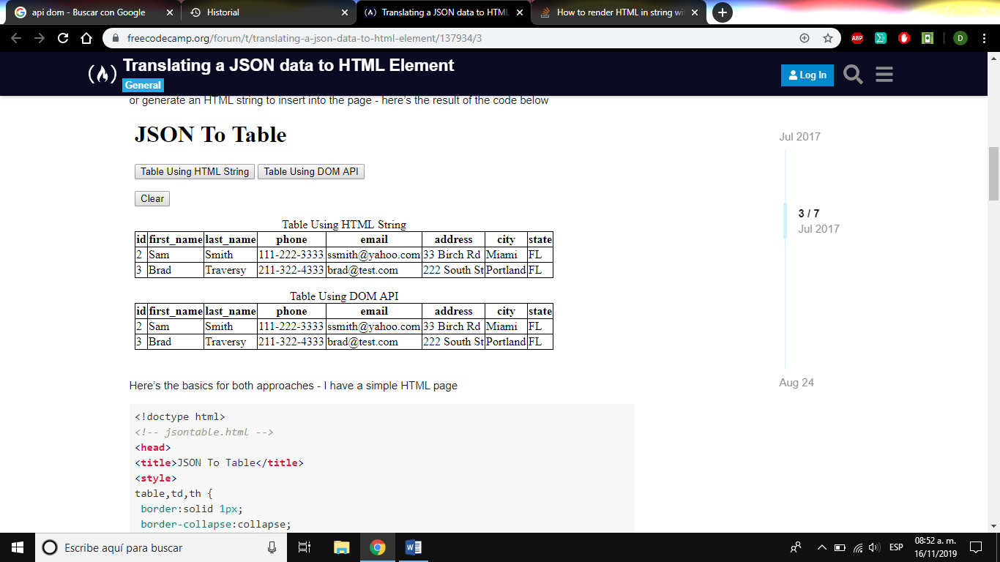 api dom - Buscar con Google
Historial
Translating a JSON data to HTML
How to render HTML in string wi
freecodecamp.org/forum/t/translating-a-json-data-to-html-element/137934/3
ABP
D
Translating a JSON data to HTML Element
General
Log In
or generate an HTML string to insert into the page - here's the result of the code below
JSON To Table
Table Using HTML String Table Using DOM API
Clear
Table Using HTML String
id first_name last_name phone email address city state
2 Sam Smith 111-222-3333 ssmith@yahoo.com 33 Birch Rd Miami FL
3 Brad Traversy 211-322-4333 brad@test.com 222 South St Portland FL
Table Using DOM API
id first_name last_name phone email address city state
2 Sam Smith 111-222-3333 ssmith@yahoo.com 33 Birch Rd Miami FL
3 Brad Traversy 211-322-4333 brad@test.com 222 South St Portland FL
Here's the basics for both approaches - I have a simple HTML page
<!doctype html>
<!-- jsontable.html -->
<head>
<title>JSON To Table</title>
<style>
table,td,th {
border:solid 1px;
border-collapse:collapse;
Jul 2017
3 / 7
Jul 2017
Aug 24
Escribe aquí para buscar
ESP
08:52 a. m.
16/11/2019